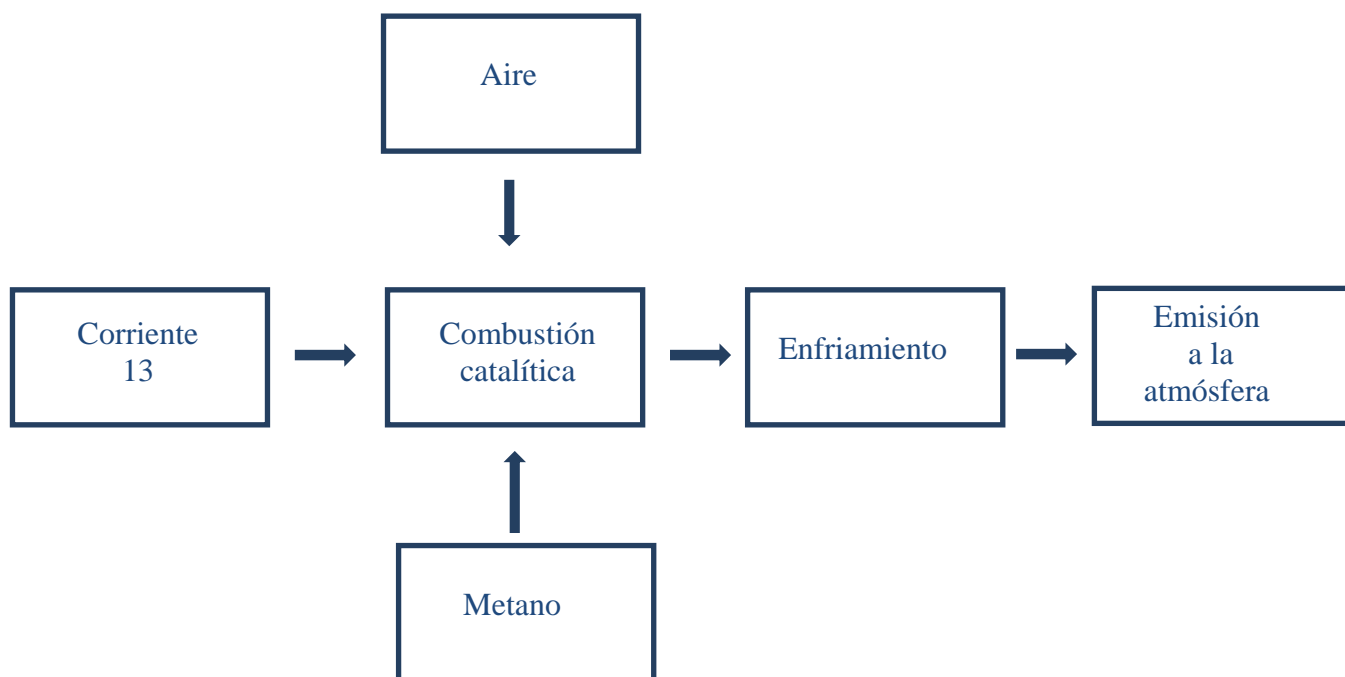 Aire
Corriente
13
Combustión
catalítica
Enfriamiento
Emisión
a la
atmósfera
Metano